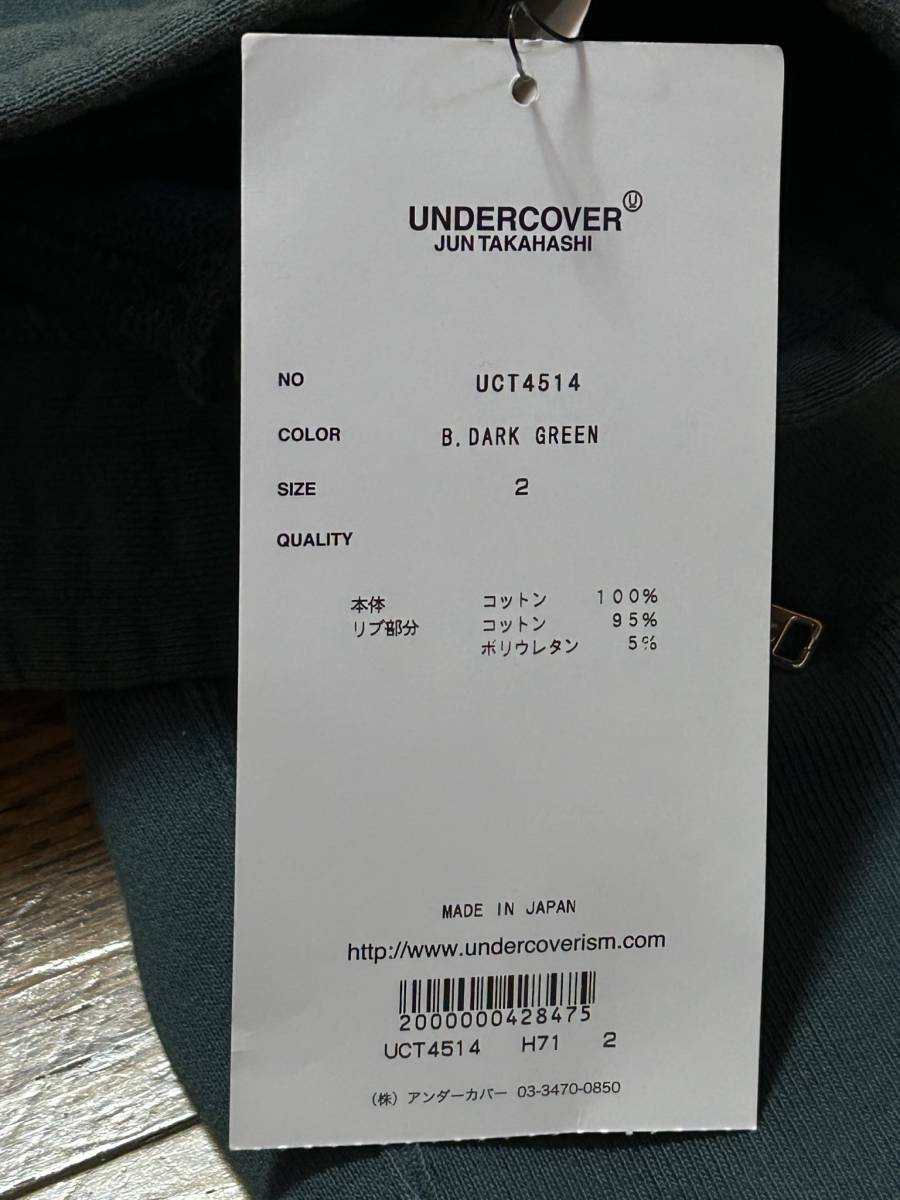 UNDERCOVER Ⓤ
JUN TAKAHASHI
NO UCT4514
COLOR B. DARK GREEN
SIZE 2
QUALITY
本体 コットン 100%
リブ部分 コットン 95%
ポリウレタン 5%
MADE IN JAPAN
http://www.undercoverism.com
2000000428475
UCT4514 H71 2
(株) アンダーカバー 03-3470-0850